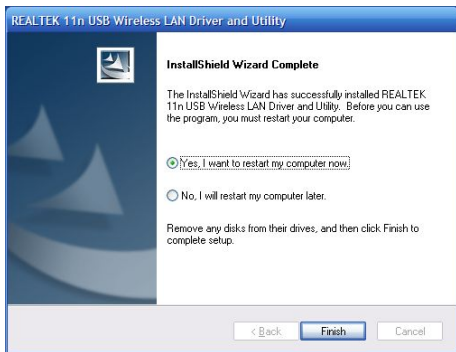 REALTEK 11n USB Wireless LAN Driver and Utility
InstallShield Wizard Complete
The InstallShield Wizard has successfully installed REALTEK
11n USB Wireless LAN Driver and Utility. Before you can use
the program, you must restart your computer.
Yes, I want to restart my computer now.
No, I will restart my computer later.
Remove any disks from their drives, and then click Finish to
complete setup.
< Back Finish Cancel